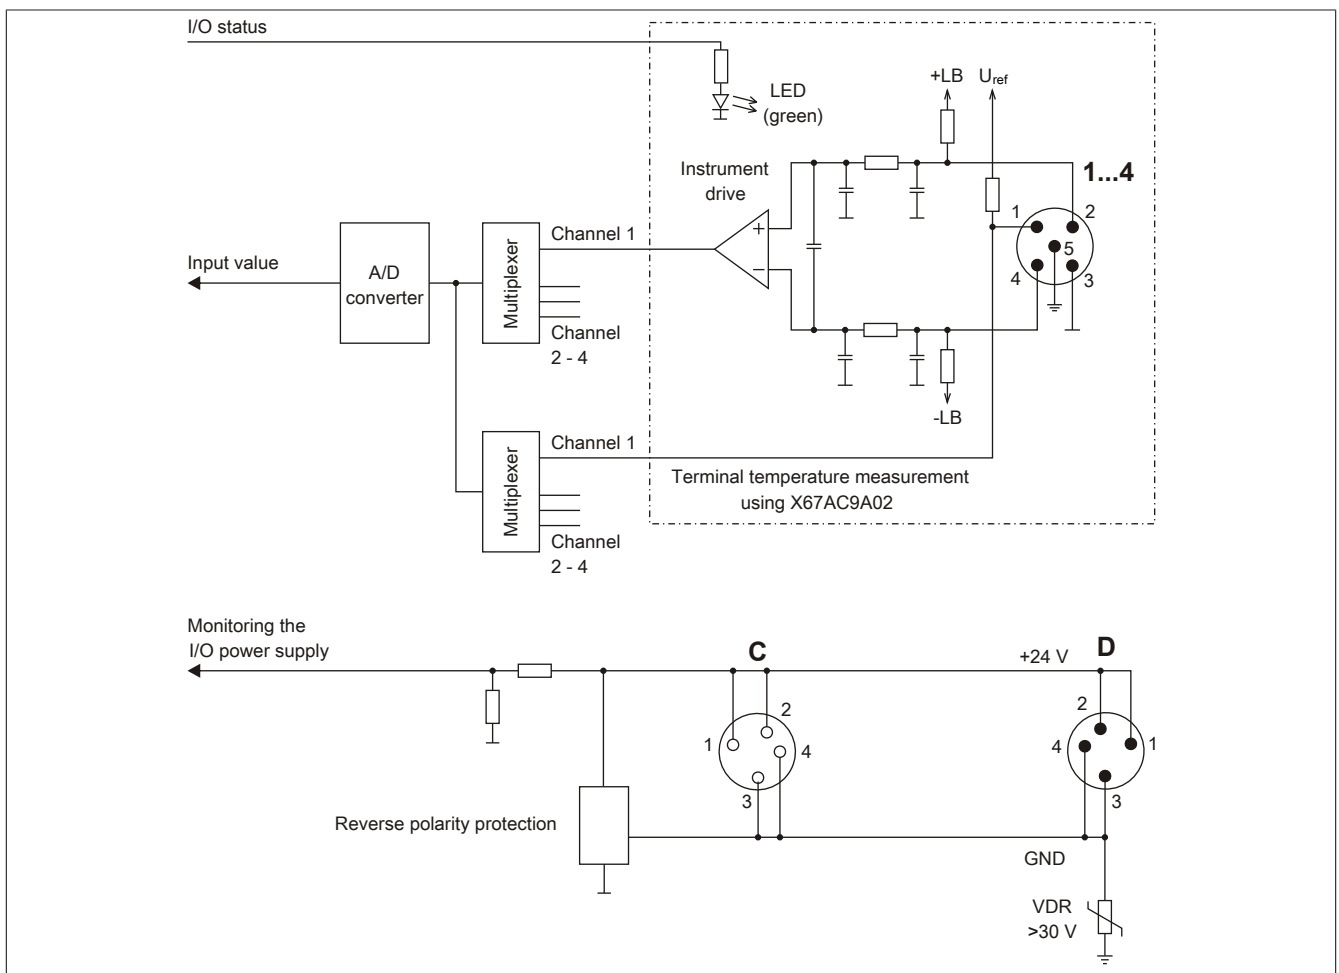 I/O status
LED
(green)
+LB
Uref
Instrument
drive
1...4
1
2
5
4
3
+
−
Channel 1
Input value
A/D
converter
Multiplexer
Channel
2 - 4
-LB
Channel 1
Terminal temperature measurement
using X67AC9A02
Multiplexer
Channel
2 - 4
Monitoring the
I/O power supply
C
+24 V
D
2
1
4
3
2
4
1
3
Reverse polarity protection
GND
VDR
>30 V